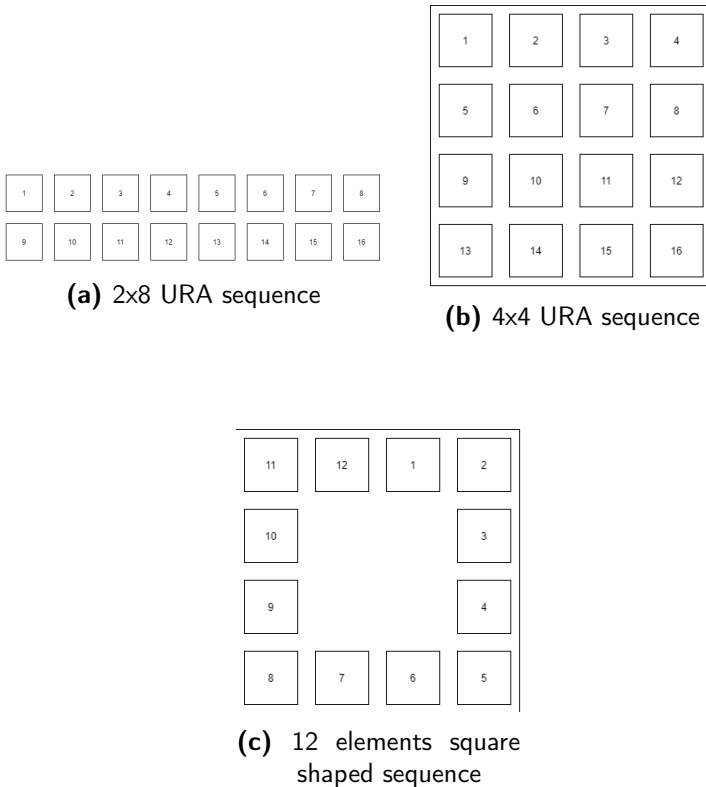 1 2 3 4 5 6 7 8
9 10 11 12 13 14 15 16
(a) 2x8 URA sequence
1 2 3 4
5 6 7 8
9 10 11 12
13 14 15 16
(b) 4x4 URA sequence
11 12 1 2
10 3
9 4
8 7 6 5
(c) 12 elements square
shaped sequence